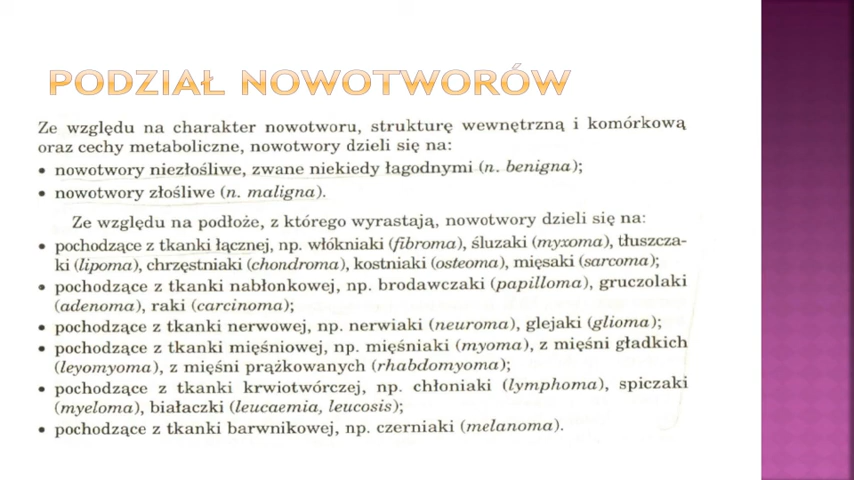 PODZIAŁ NOWOTWORÓW
Ze względu na charakter nowotworu, strukturę wewnętrzną i komórkową
oraz cechy metaboliczne, nowotwory dzieli się na:
• nowotwory niezłośliwe, zwane niekiedy łagodnymi (n. benigna);
• nowotwory złośliwe (n. maligna).
Ze względu na podłoże, z którego wyrastają, nowotwory dzieli się na:
• pochodzące z tkanki łącznej, np. włókniaki (fibroma), śluzaki (myxoma), tłuszcza-
ki (lipoma), chrzęstniaki (chondroma), kostniaki (osteoma), mięsaki (sarcoma);
• pochodzące z tkanki nabłonkowej, np. brodawczaki (papilloma), gruczolaki
(adenoma), raki (carcinoma);
• pochodzące z tkanki nerwowej, np. nerwiaki (neuroma), glejaki (glioma);
• pochodzące z tkanki mięśniowej, np. mięśniaki (myoma), z mięśni gładkich
(leyomyoma), z mięśni prążkowanych (rhabdomyoma);
• pochodzące z tkanki krwiotwórczej, np. chłoniaki (lymphoma), spiczaki
(myeloma), białaczki (leucaemia, leucosis);
• pochodzące z tkanki barwnikowej, np. czerniaki (melanoma).